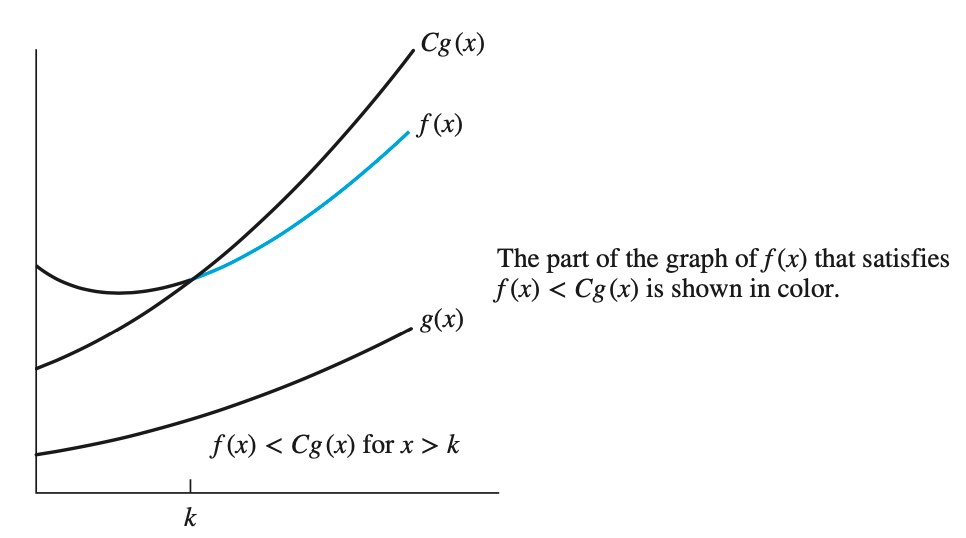 Cg(x)
f(x)
The part of the graph of f(x) that satisfies
f(x) < Cg(x) is shown in color.
g(x)
f(x) < Cg(x) for x > k
k